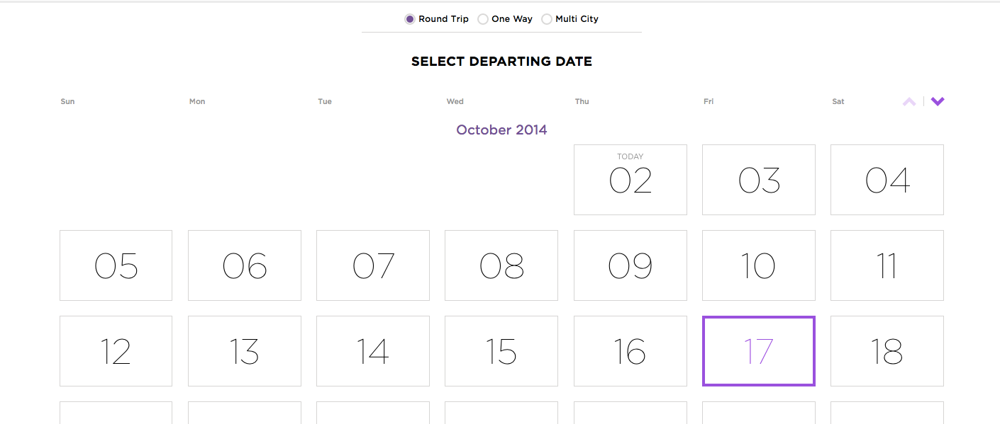 Round Trip One Way Multi City
SELECT DEPARTING DATE
Sun Mon Tue Wed Thu Fri Sat
October 2014
TODAY
02 03 04
05 06 07 08 09 10 11
12 13 14 15 16 17 18